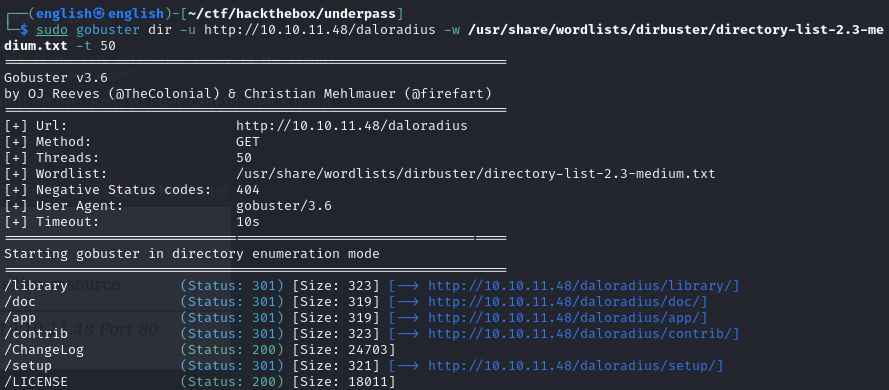 ┌──(english㉿english)-[~/ctf/hackthebox/underpass]
└─$ sudo gobuster dir -u http://10.10.11.48/daloradius -w /usr/share/wordlists/dirbuster/directory-list-2.3-me
dium.txt -t 50
===============================================================
Gobuster v3.6
by OJ Reeves (@TheColonial) & Christian Mehlmauer (@firefart)
===============================================================
[+] Url:                     http://10.10.11.48/daloradius
[+] Method:                  GET
[+] Threads:                 50
[+] Wordlist:                /usr/share/wordlists/dirbuster/directory-list-2.3-medium.txt
[+] Negative Status codes:   404
[+] User Agent:              gobuster/3.6
[+] Timeout:                 10s
===============================================================
Starting gobuster in directory enumeration mode
===============================================================
/library              (Status: 301) [Size: 323] [--> http://10.10.11.48/daloradius/library/]
/doc                  (Status: 301) [Size: 319] [--> http://10.10.11.48/daloradius/doc/]
/app                  (Status: 301) [Size: 319] [--> http://10.10.11.48/daloradius/app/]
/contrib              (Status: 301) [Size: 323] [--> http://10.10.11.48/daloradius/contrib/]
/ChangeLog            (Status: 200) [Size: 24703]
/setup                (Status: 301) [Size: 321] [--> http://10.10.11.48/daloradius/setup/]
/LICENSE              (Status: 200) [Size: 18011]